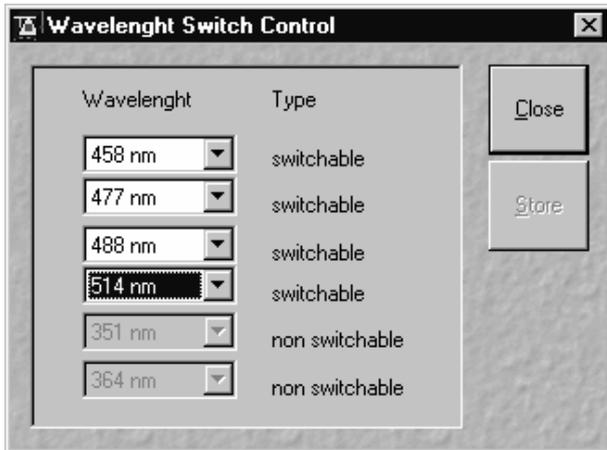 Wavelenght Switch Control
Wavelenght Type
Close
458 nm switchable
477 nm switchable
Store
488 nm switchable
514 nm switchable
351 nm non switchable
364 nm non switchable